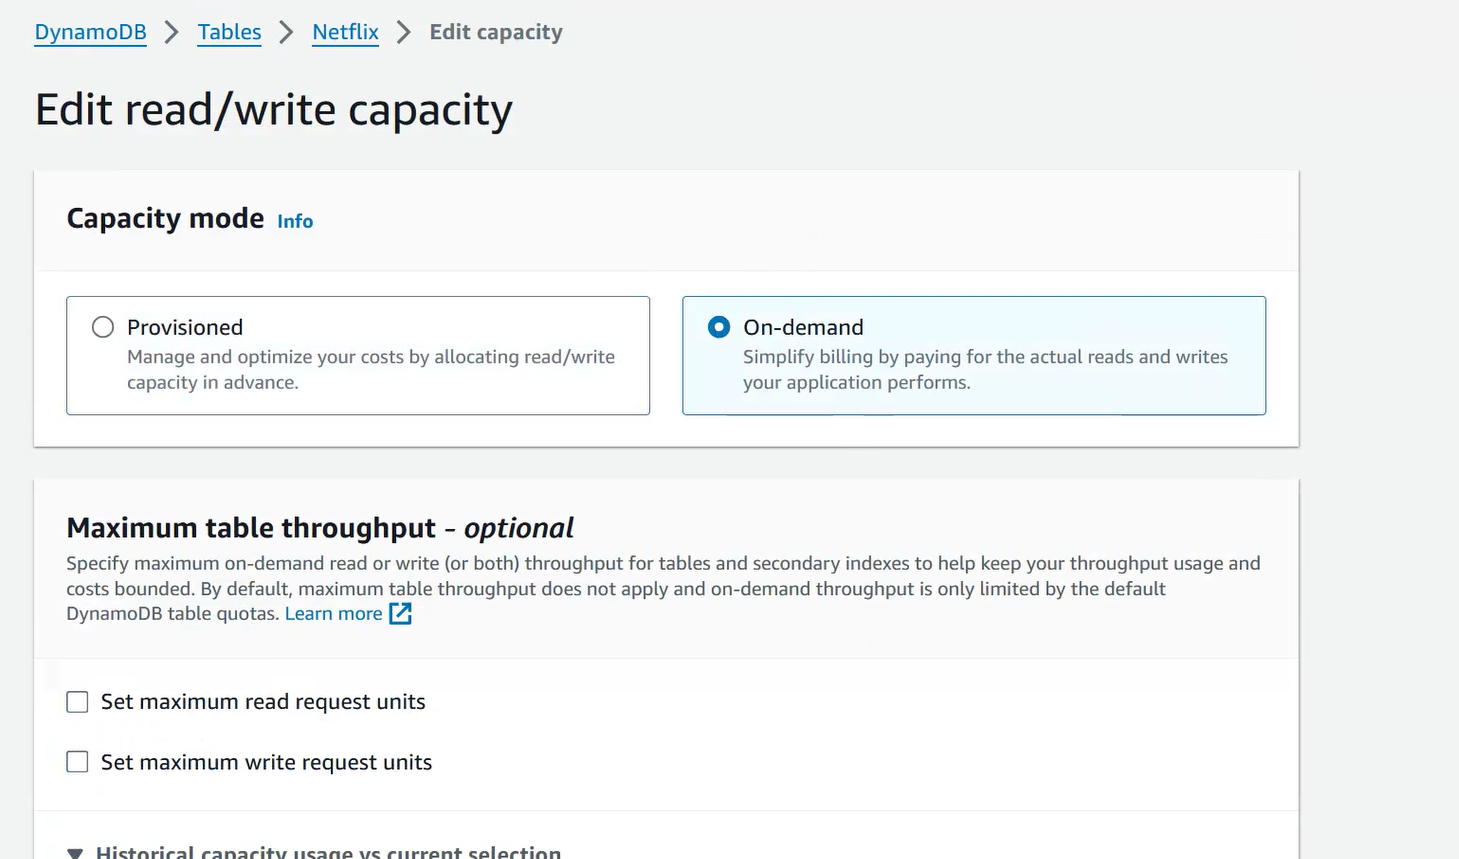 DynamoDB > Tables > Netflix > Edit capacity
Edit read/write capacity
Capacity mode Info
Provisioned
Manage and optimize your costs by allocating read/write
capacity in advance.
On-demand
Simplify billing by paying for the actual reads and writes
your application performs.
Maximum table throughput - optional
Specify maximum on-demand read or write (or both) throughput for tables and secondary indexes to help keep your throughput usage and
costs bounded. By default, maximum table throughput does not apply and on-demand throughput is only limited by the default
DynamoDB table quotas. Learn more
Set maximum read request units
Set maximum write request units
Historical capacity usage vs current selection